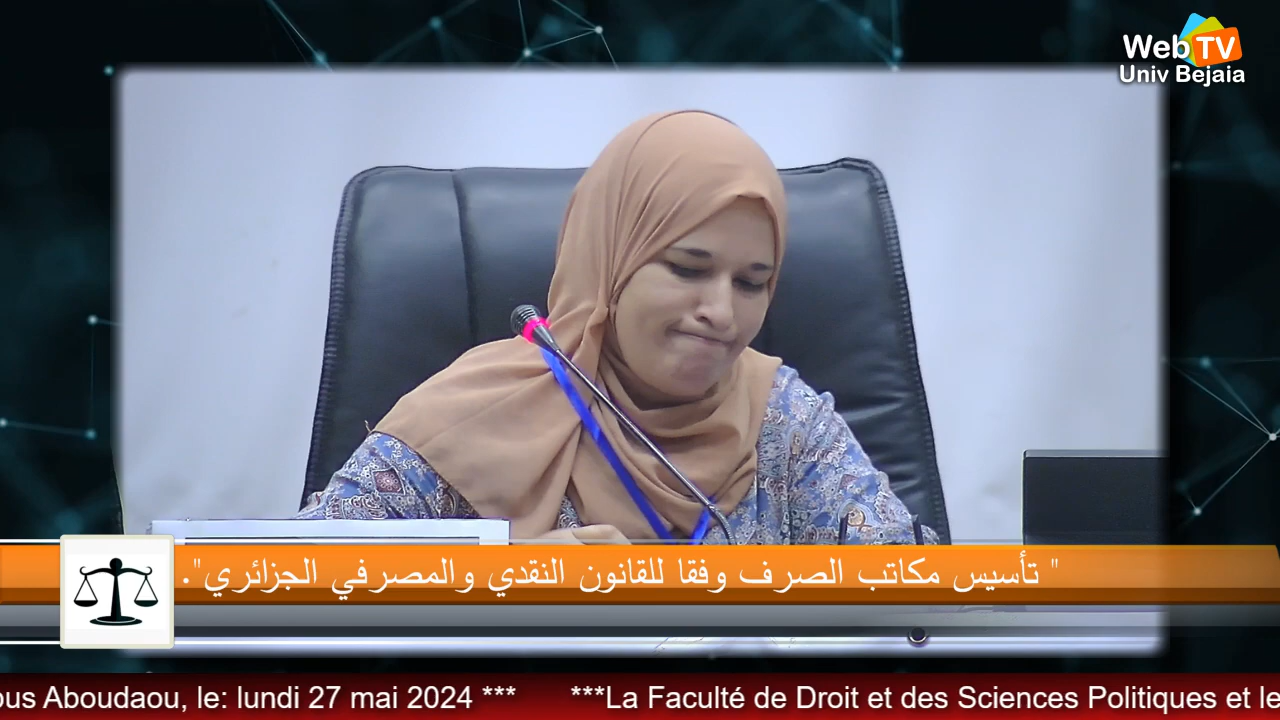 Web TV
Univ Bejaia
" تأسيس مكاتب الصرف وفقا للقانون النقدي والمصرفي الجزائري".
ous Aboudaou, le: lundi 27 mai 2024 *** ***La Faculté de Droit et des Sciences Politiques et le